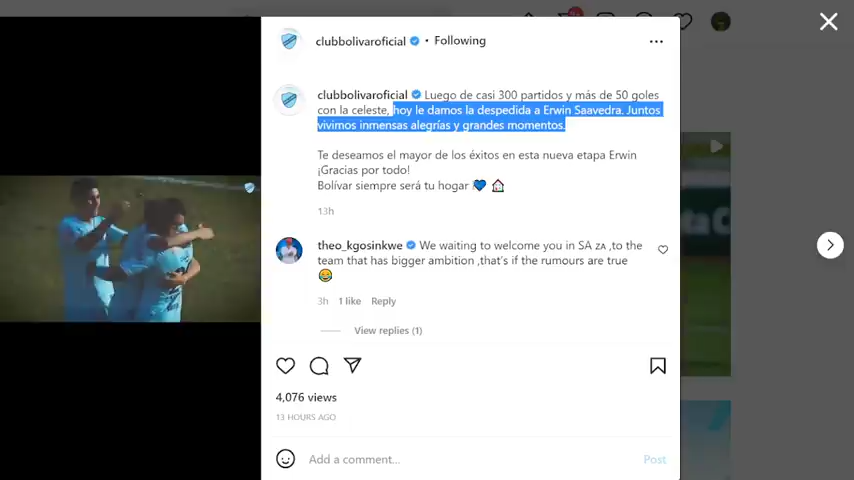 clubbolivaroficial • Following
clubbolivaroficial Luego de casi 300 partidos y más de 50 goles
con la celeste, hoy le damos la despedida a Erwin Saavedra. Juntos
vivimos inmensas alegrías y grandes momentos.
Te deseamos el mayor de los éxitos en esta nueva etapa Erwin
¡Gracias por todo!
Bolívar siempre será tu hogar 💙 🏠
13h
theo_kgosinkwe We waiting to welcome you in SA ZA ,to the
team that has bigger ambition ,that's if the rumours are true
😂
3h 1 like Reply
View replies (1)
4,076 views
13 HOURS AGO
Add a comment... Post